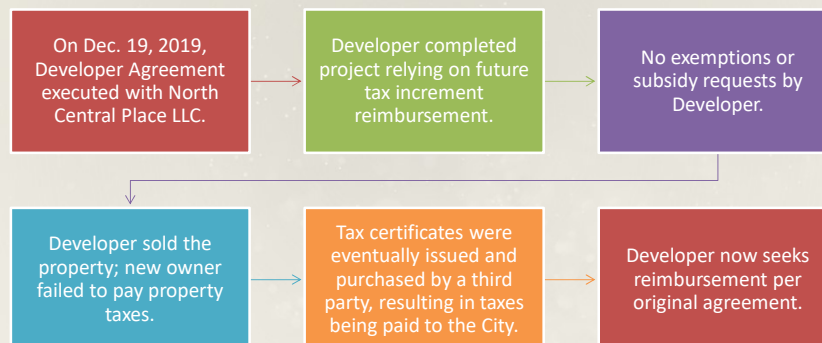 On Dec. 19, 2019,
Developer Agreement
executed with North
Central Place LLC.
Developer completed
project relying on future
tax increment
reimbursement.
No exemptions or
subsidy requests by
Developer.
Developer sold the
property; new owner
failed to pay property
taxes.
Tax certificates were
eventually issued and
purchased by a third
party, resulting in taxes
being paid to the City.
Developer now seeks
reimbursement per
original agreement.